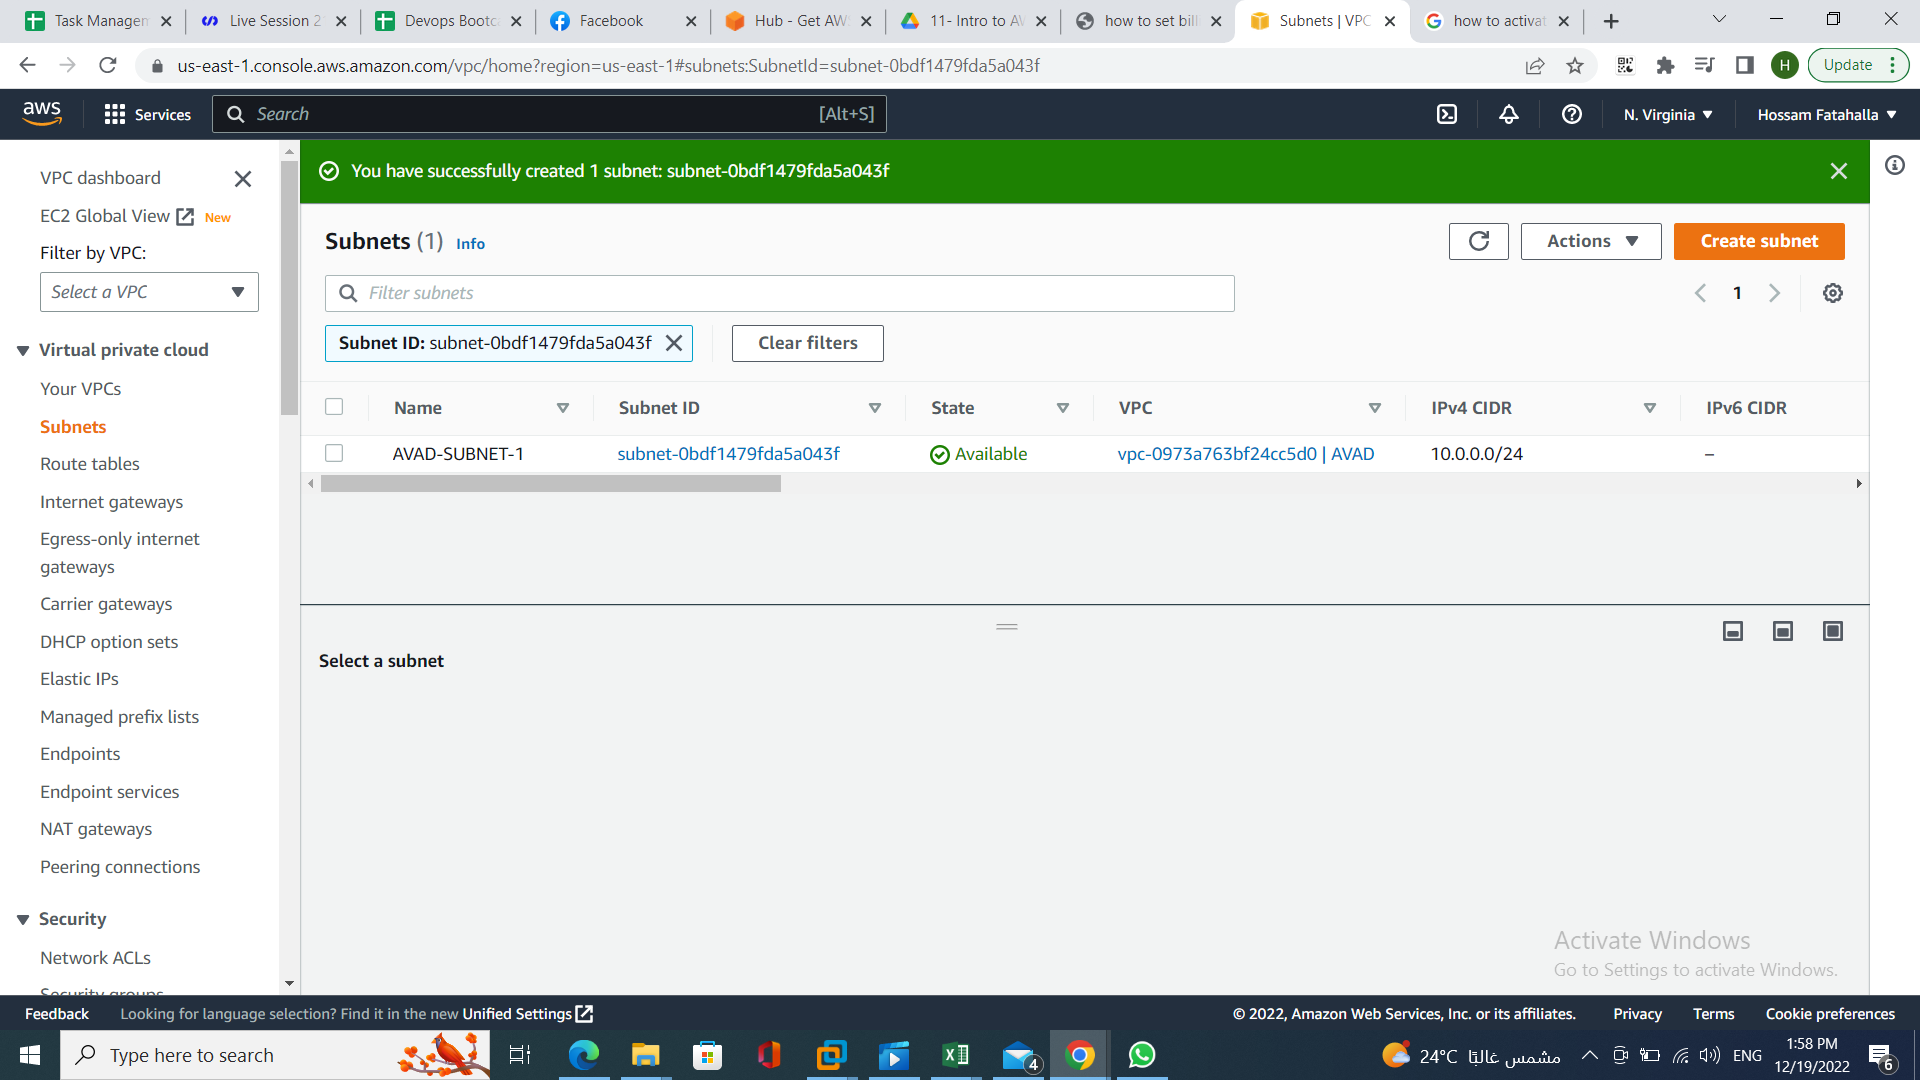 Task Managem
Live Session 2
Devops Bootc
Facebook
Hub - Get AW
11- Intro to AV
how to set bill
Subnets | VPC
how to activat
us-east-1.console.aws.amazon.com/vpc/home?region=us-east-1#subnets:SubnetId=subnet-0bdf1479fda5a043f
H
Update
aws
Services
Search
[Alt+S]
N. Virginia
Hossam Fatahalla
VPC dashboard
EC2 Global View New
Filter by VPC:
Select a VPC
Virtual private cloud
Your VPCs
Subnets
Route tables
Internet gateways
Egress-only internet
gateways
Carrier gateways
DHCP option sets
Elastic IPs
Managed prefix lists
Endpoints
Endpoint services
NAT gateways
Peering connections
Security
Network ACLs
Security groups
You have successfully created 1 subnet: subnet-0bdf1479fda5a043f
Subnets (1) Info
Actions
Create subnet
Filter subnets
1
Subnet ID: subnet-0bdf1479fda5a043f
Clear filters
Name Subnet ID State VPC IPv4 CIDR IPv6 CIDR
AVAD-SUBNET-1 subnet-0bdf1479fda5a043f Available vpc-0973a763bf24cc5d0 | AVAD 10.0.0.0/24 –
Select a subnet
Activate Windows
Go to Settings to activate Windows.
Feedback
Looking for language selection? Find it in the new Unified Settings
© 2022, Amazon Web Services, Inc. or its affiliates.
Privacy
Terms
Cookie preferences
Type here to search
4
24°C مشمس غالبًا
ENG
1:58 PM
12/19/2022
6